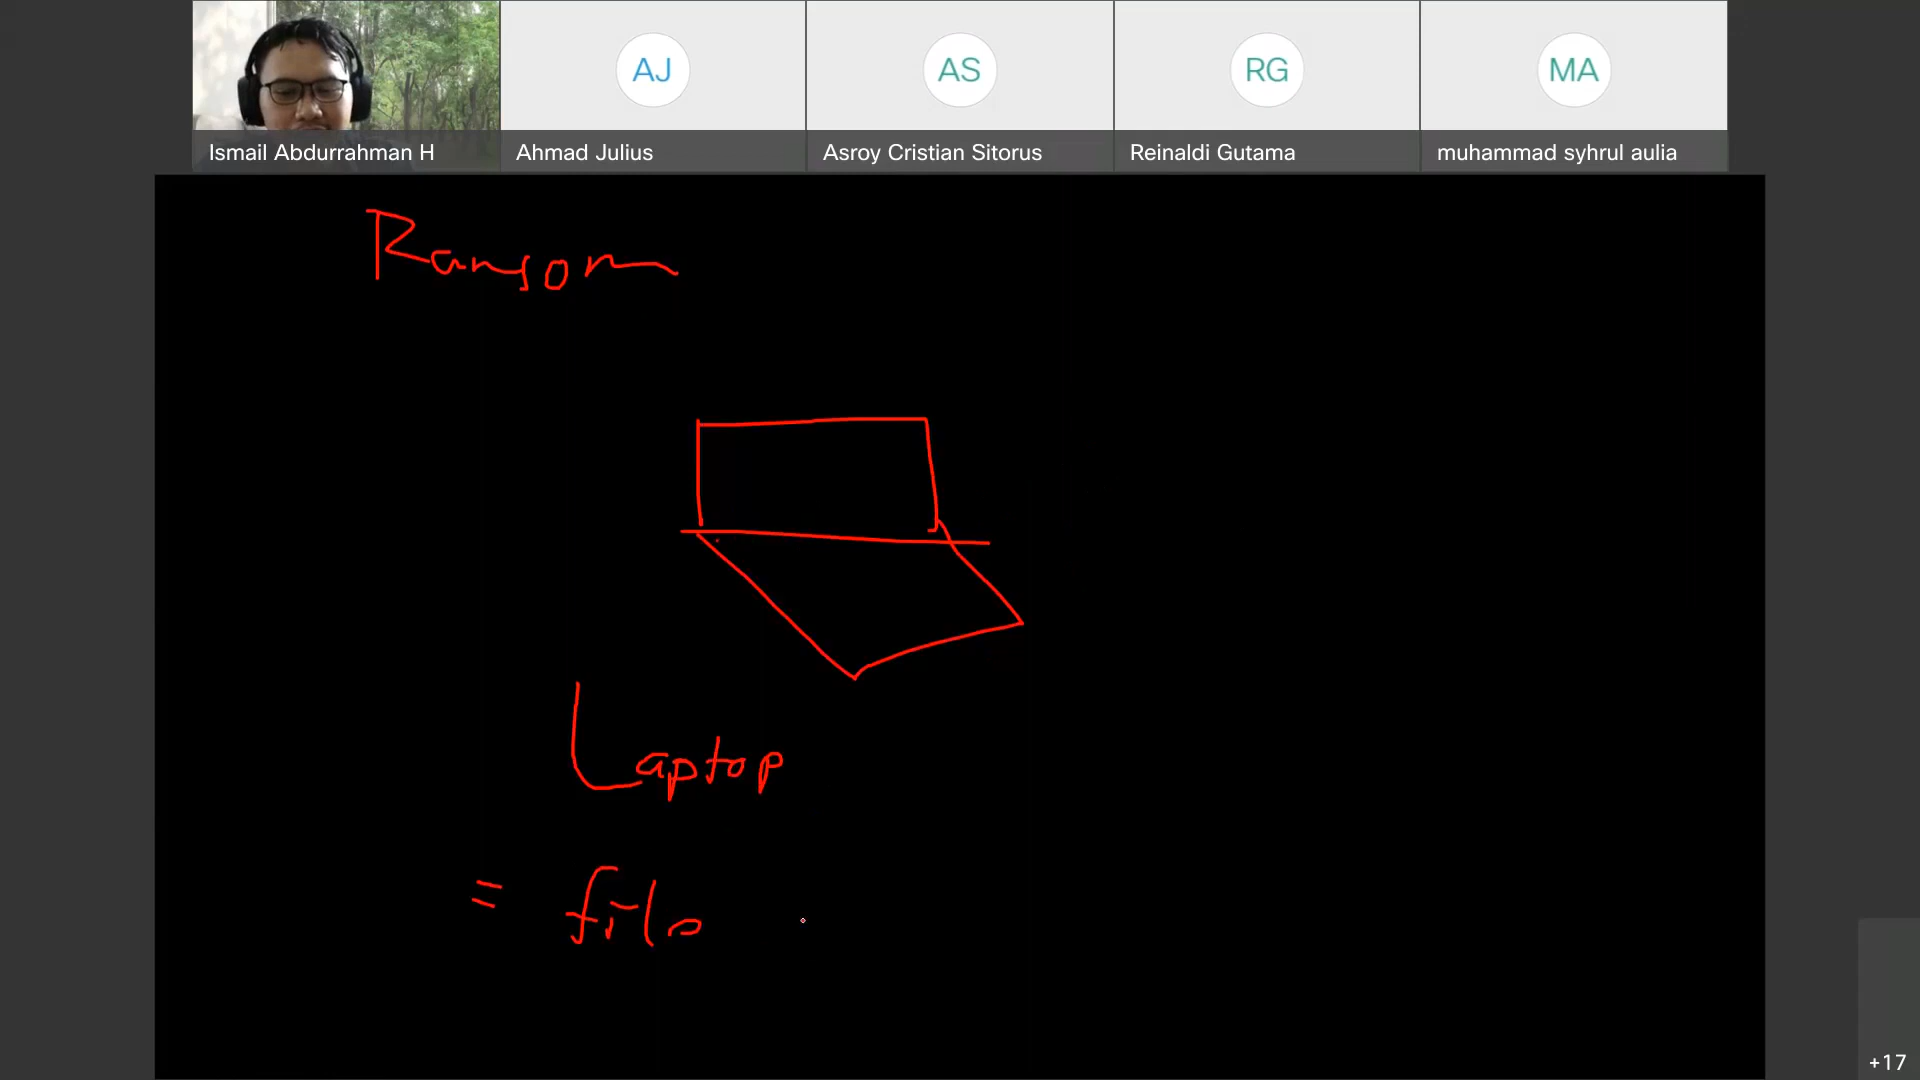 AJ
AS
RG
MA
Ismail Abdurrahman H
Ahmad Julius
Asroy Cristian Sitorus
Reinaldi Gutama
muhammad syhrul aulia
Ransom
Laptop
= file
+17